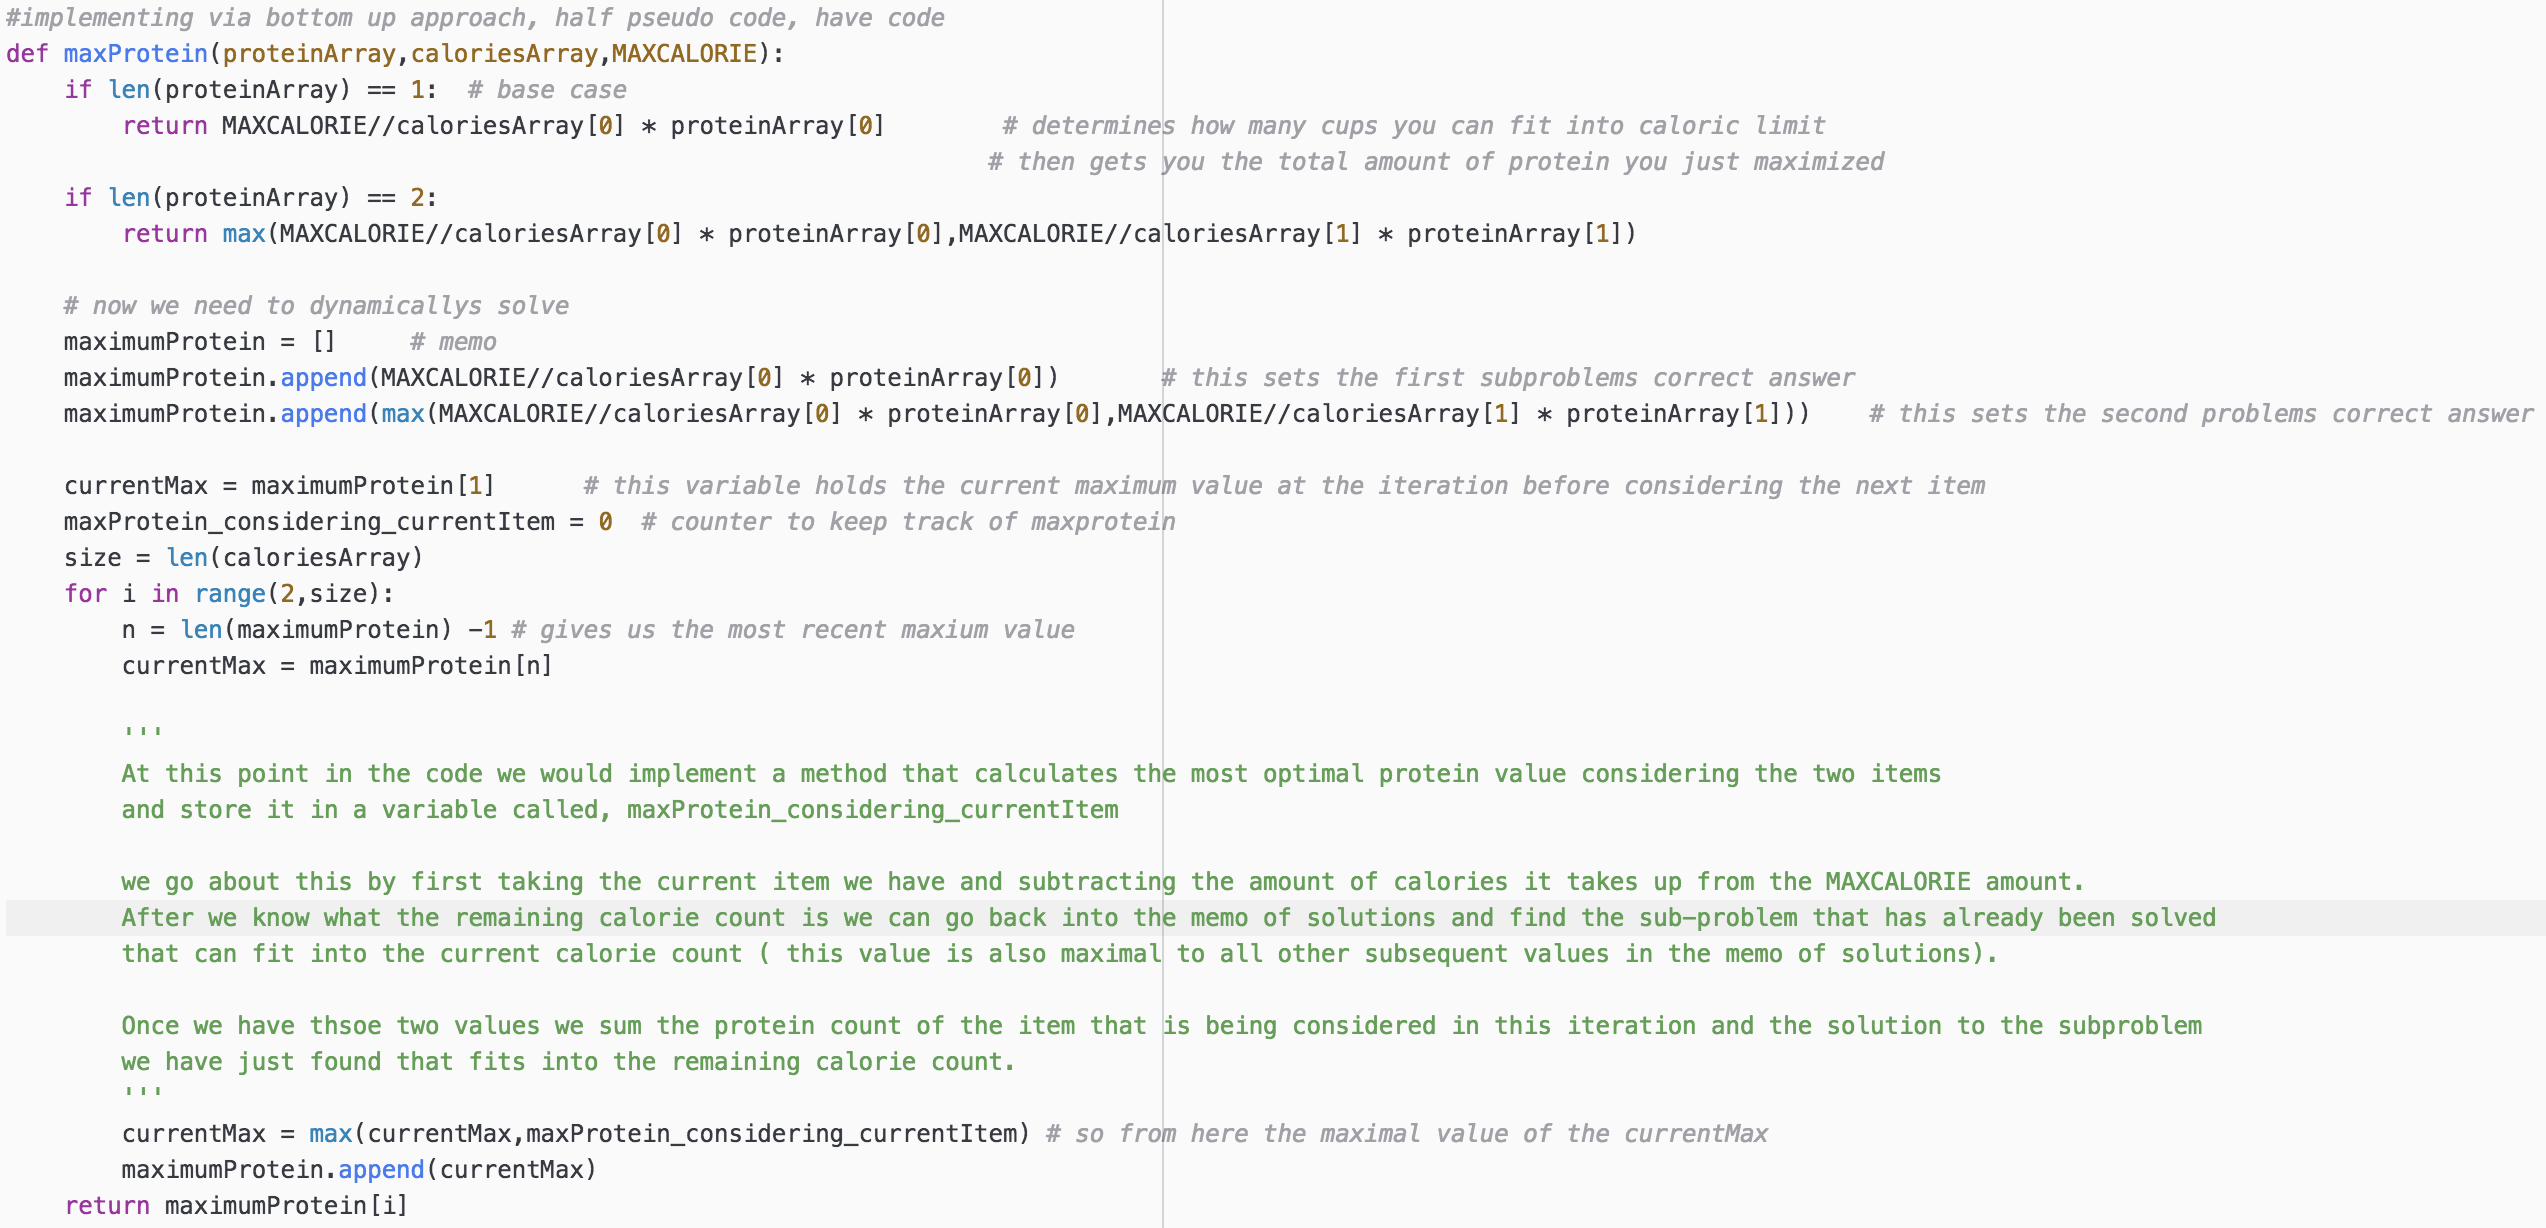 #implementing via bottom up approach, half pseudo code, have code
def maxProtein(proteinArray,caloriesArray,MAXCALORIE):
    if len(proteinArray) == 1:  # base case
        return MAXCALORIE//caloriesArray[0] * proteinArray[0]        # determines how many cups you can fit into caloric limit
                                                                    # then gets you the total amount of protein you just maximized
    if len(proteinArray) == 2:
        return max(MAXCALORIE//caloriesArray[0] * proteinArray[0],MAXCALORIE//caloriesArray[1] * proteinArray[1])

    # now we need to dynamicallys solve
    maximumProtein = []     # memo
    maximumProtein.append(MAXCALORIE//caloriesArray[0] * proteinArray[0])       # this sets the first subproblems correct answer
    maximumProtein.append(max(MAXCALORIE//caloriesArray[0] * proteinArray[0],MAXCALORIE//caloriesArray[1] * proteinArray[1]))    # this sets the second problems correct answer

    currentMax = maximumProtein[1]      # this variable holds the current maximum value at the iteration before considering the next item
    maxProtein_considering_currentItem = 0  # counter to keep track of maxprotein
    size = len(caloriesArray)
    for i in range(2,size):
        n = len(maximumProtein) -1 # gives us the most recent maxium value
        currentMax = maximumProtein[n]

        '''
        At this point in the code we would implement a method that calculates the most optimal protein value considering the two items
        and store it in a variable called, maxProtein_considering_currentItem

        we go about this by first taking the current item we have and subtracting the amount of calories it takes up from the MAXCALORIE amount.
        After we know what the remaining calorie count is we can go back into the memo of solutions and find the sub-problem that has already been solved
        that can fit into the current calorie count ( this value is also maximal to all other subsequent values in the memo of solutions).

        Once we have thsoe two values we sum the protein count of the item that is being considered in this iteration and the solution to the subproblem
        we have just found that fits into the remaining calorie count.
        '''
        currentMax = max(currentMax,maxProtein_considering_currentItem) # so from here the maximal value of the currentMax
        maximumProtein.append(currentMax)
    return maximumProtein[i]